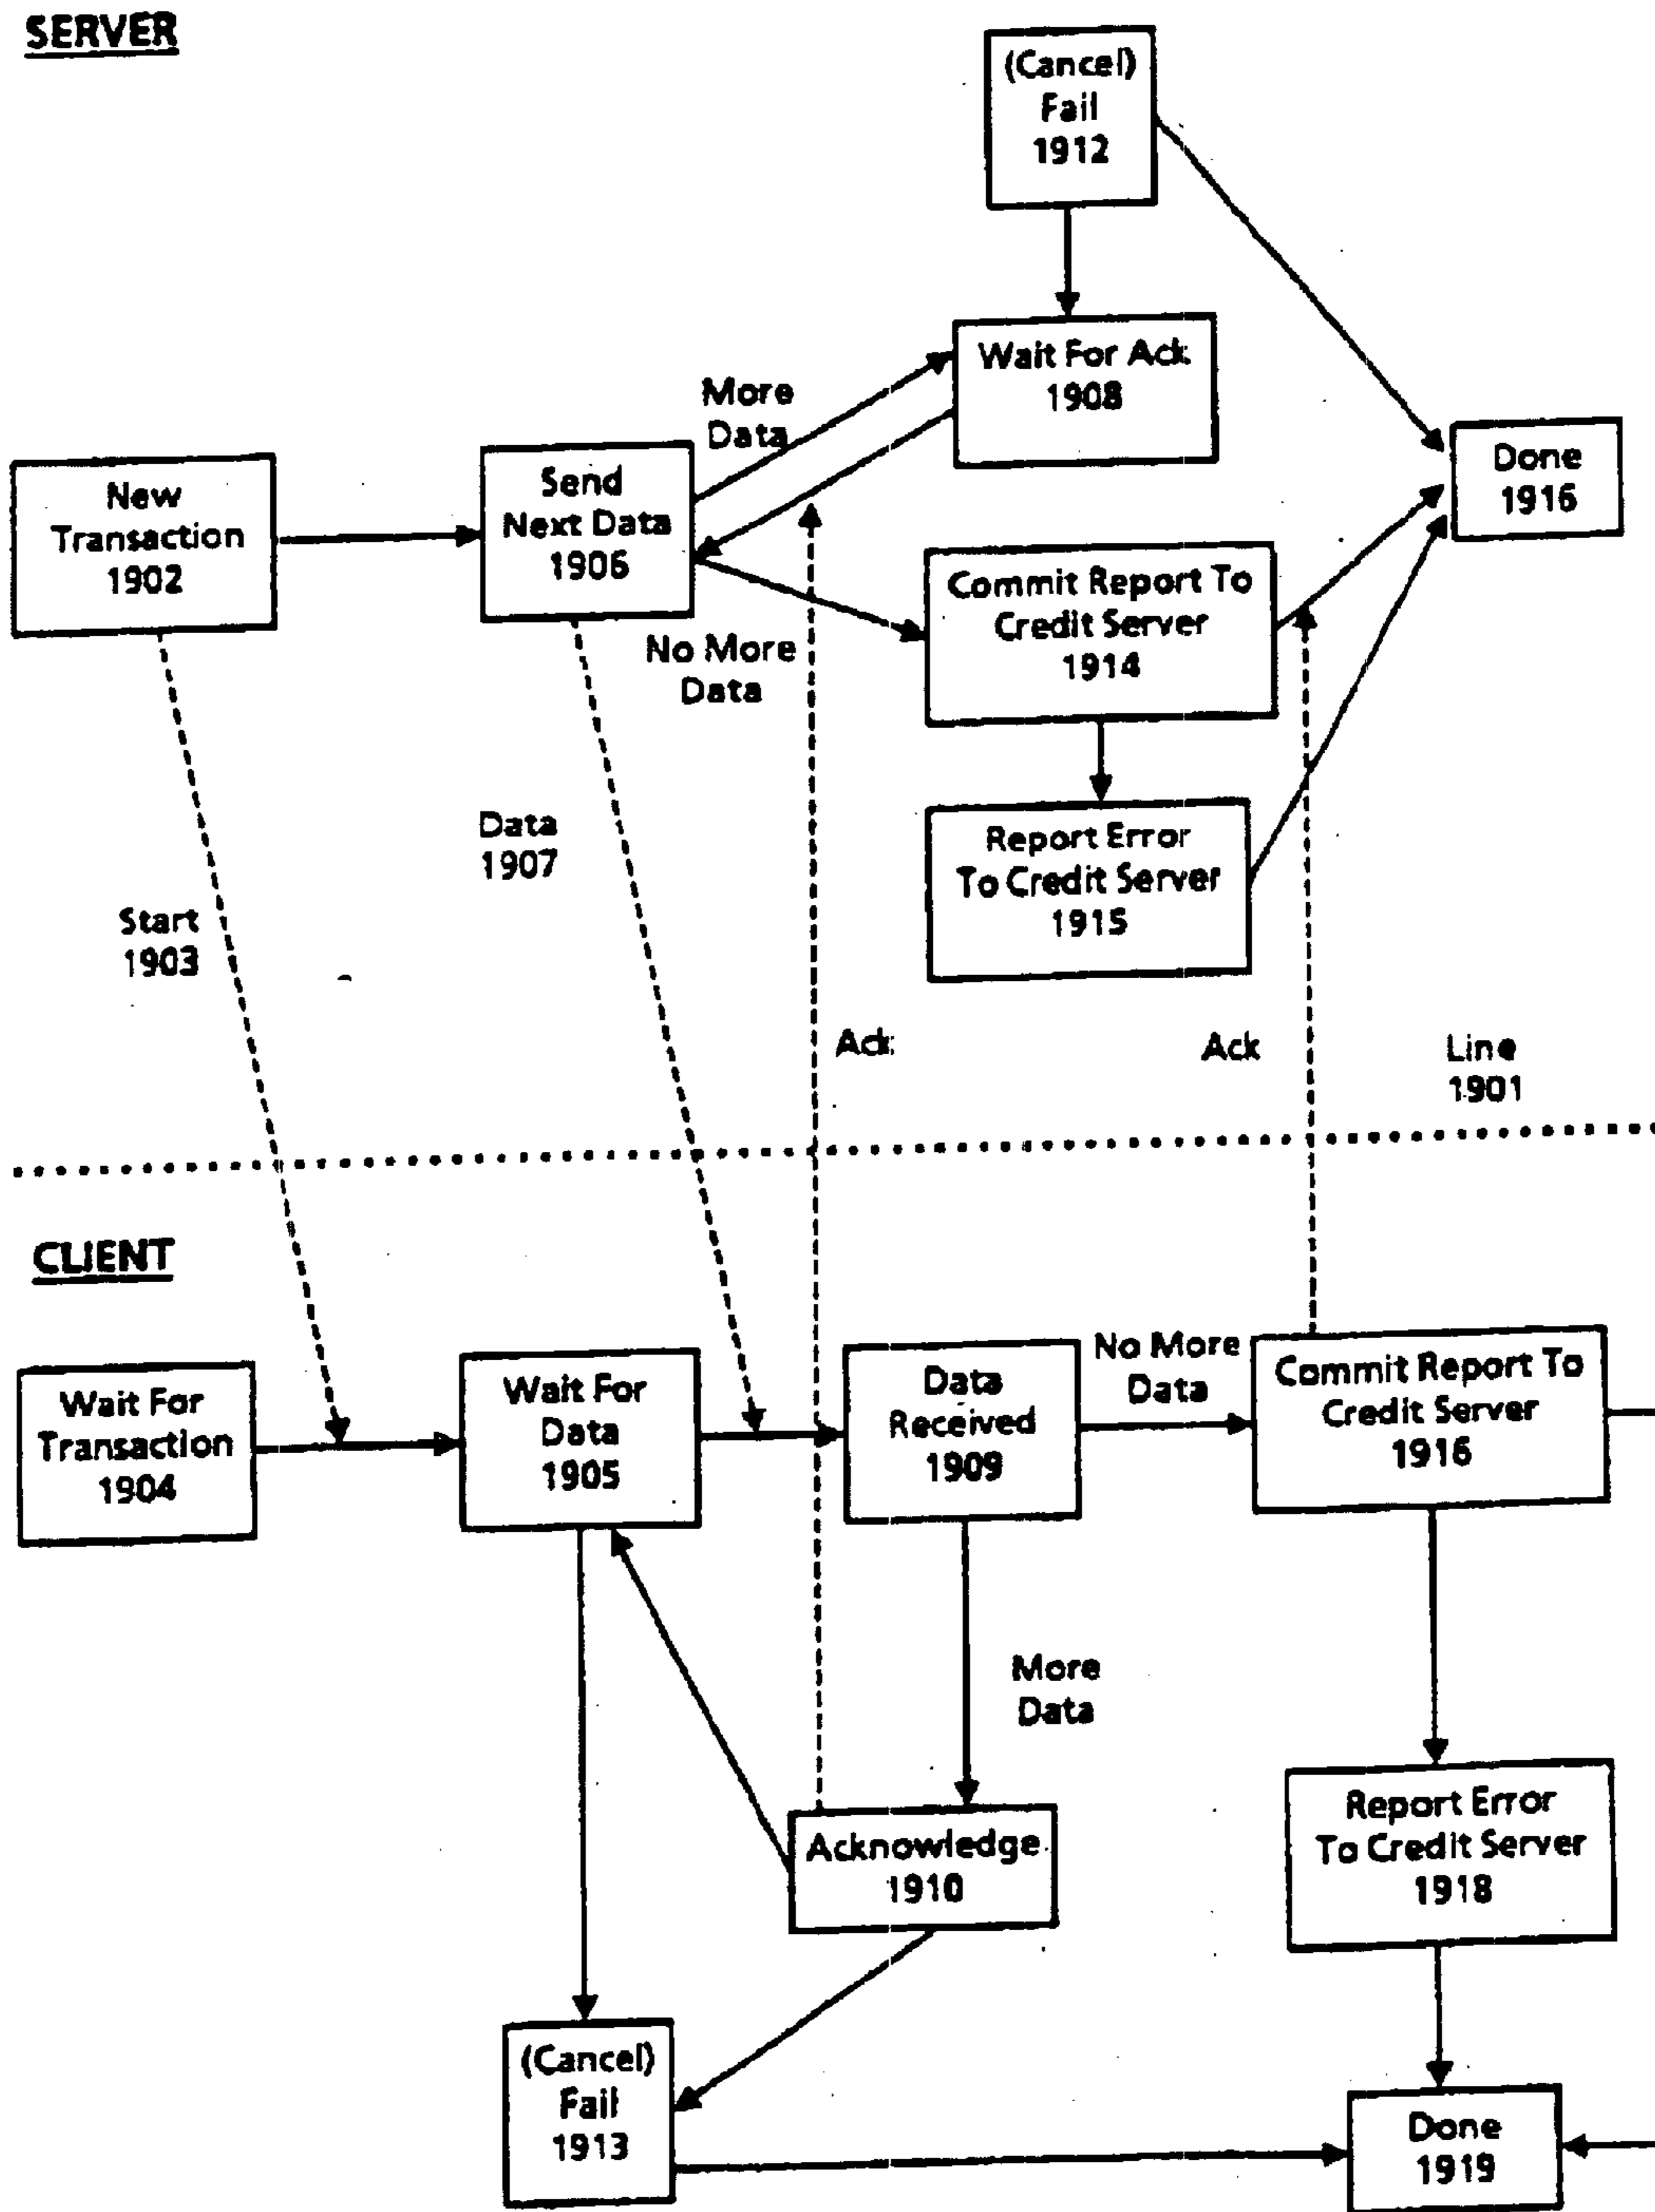 SERVER
(Cancel)
Fail
1912
Wait For Ack
1908
More
Data
Done
1916
New
Transaction
1902
Send
Next Data
1906
Commit Report To
Credit Server
1914
No More
Data
Report Error
To Credit Server
1915
Data
1907
Start
1903
Ack
Ack
Line
1901
CLIENT
Wait For
Transaction
1904
Wait For
Data
1905
Data
Received
1909
No More
Data
Commit Report To
Credit Server
1916
More
Data
Acknowledge
1910
Report Error
To Credit Server
1918
(Cancel)
Fail
1913
Done
1919